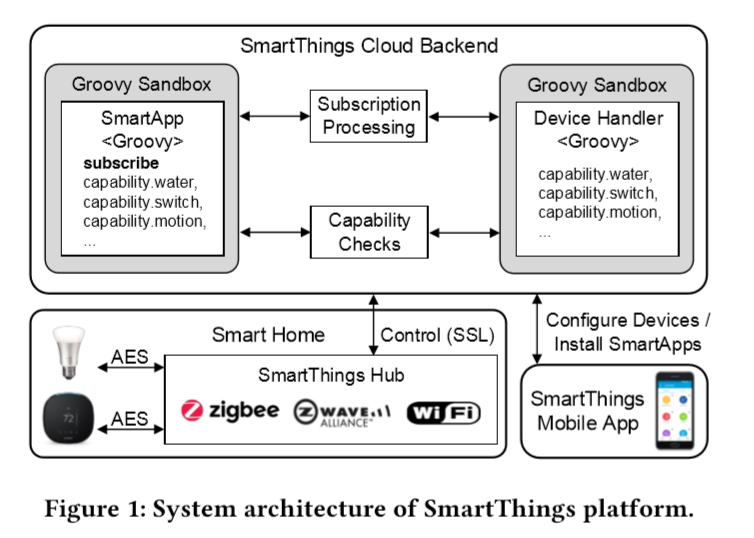 SmartThings Cloud Backend
Groovy Sandbox
SmartApp
<Groovy>
subscribe
capability.water,
capability.switch,
capability.motion,
...
Subscription
Processing
Capability
Checks
Groovy Sandbox
Device Handler
<Groovy>
capability.water,
capability.switch,
capability.motion,
...
Smart Home
Control (SSL)
Configure Devices /
Install SmartApps
AES
AES
72
SmartThings Hub
zigbee
Z WAVE
ALLIANCE
Wi Fi
SmartThings
Mobile App
Figure 1: System architecture of SmartThings platform.